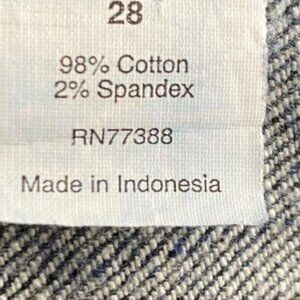 28
98% Cotton
2% Spandex
RN77388
Made in Indonesia